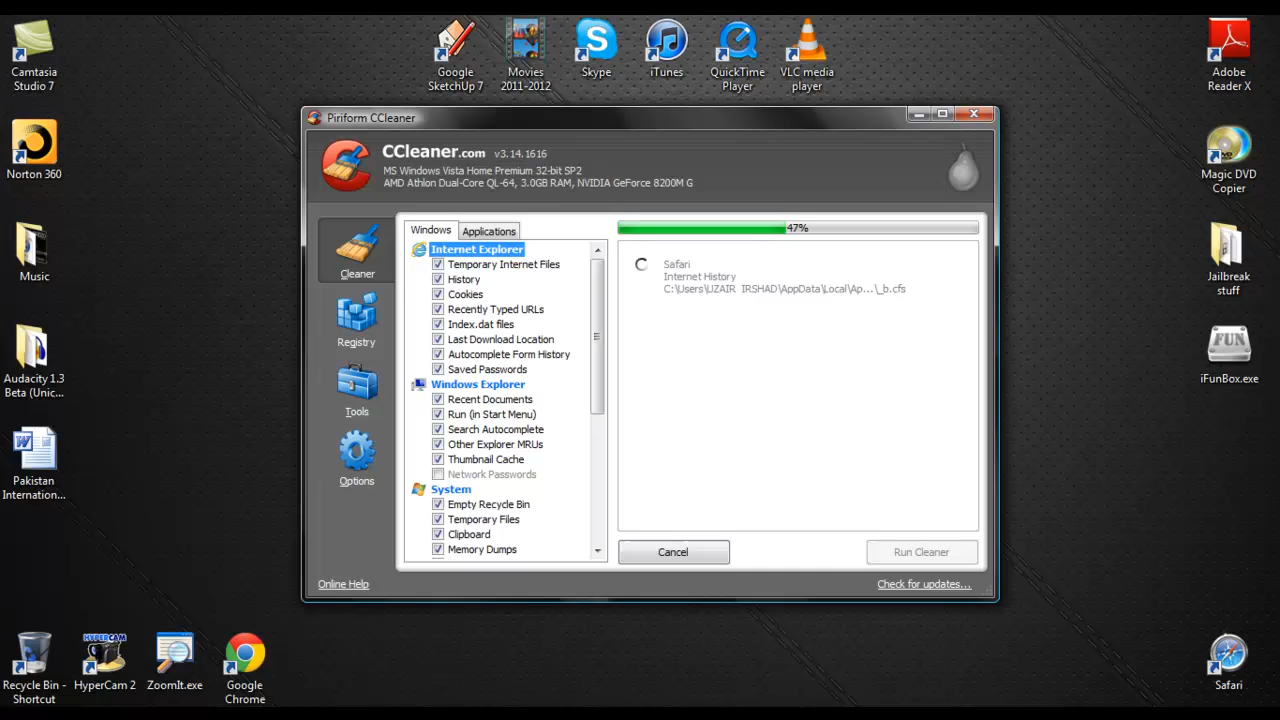 Camtasia
Studio 7
Norton 360
Music
Audacity 1.3
Beta (Unic...
Pakistan
Internation...
Recycle Bin -
Shortcut
HYPERCAM
HyperCam 2
ZoomIt.exe
Google
Chrome
Google
SketchUp 7
Movies
2011-2012
Skype
iTunes
QuickTime
Player
VLC media
player
Adobe
Reader X
DVD
Magic DVD
Copier
Jailbreak
stuff
FUN
iFunBox.exe
Safari
Piriform CCleaner
CCleaner.com v3.14.1616
MS Windows Vista Home Premium 32-bit SP2
AMD Athlon Dual-Core QL-64, 3.0GB RAM, NVIDIA GeForce 8200M G
Cleaner
Registry
Tools
Options
Windows
Applications
Internet Explorer
Temporary Internet Files
History
Cookies
Recently Typed URLs
Index.dat files
Last Download Location
Autocomplete Form History
Saved Passwords
Windows Explorer
Recent Documents
Run (in Start Menu)
Search Autocomplete
Other Explorer MRUs
Thumbnail Cache
Network Passwords
System
Empty Recycle Bin
Temporary Files
Clipboard
Memory Dumps
47%
Safari
Internet History
C:\Users\UZAIR IRSHAD\AppData\Local\Ap...\_b.cfs
Cancel
Run Cleaner
Online Help
Check for updates...